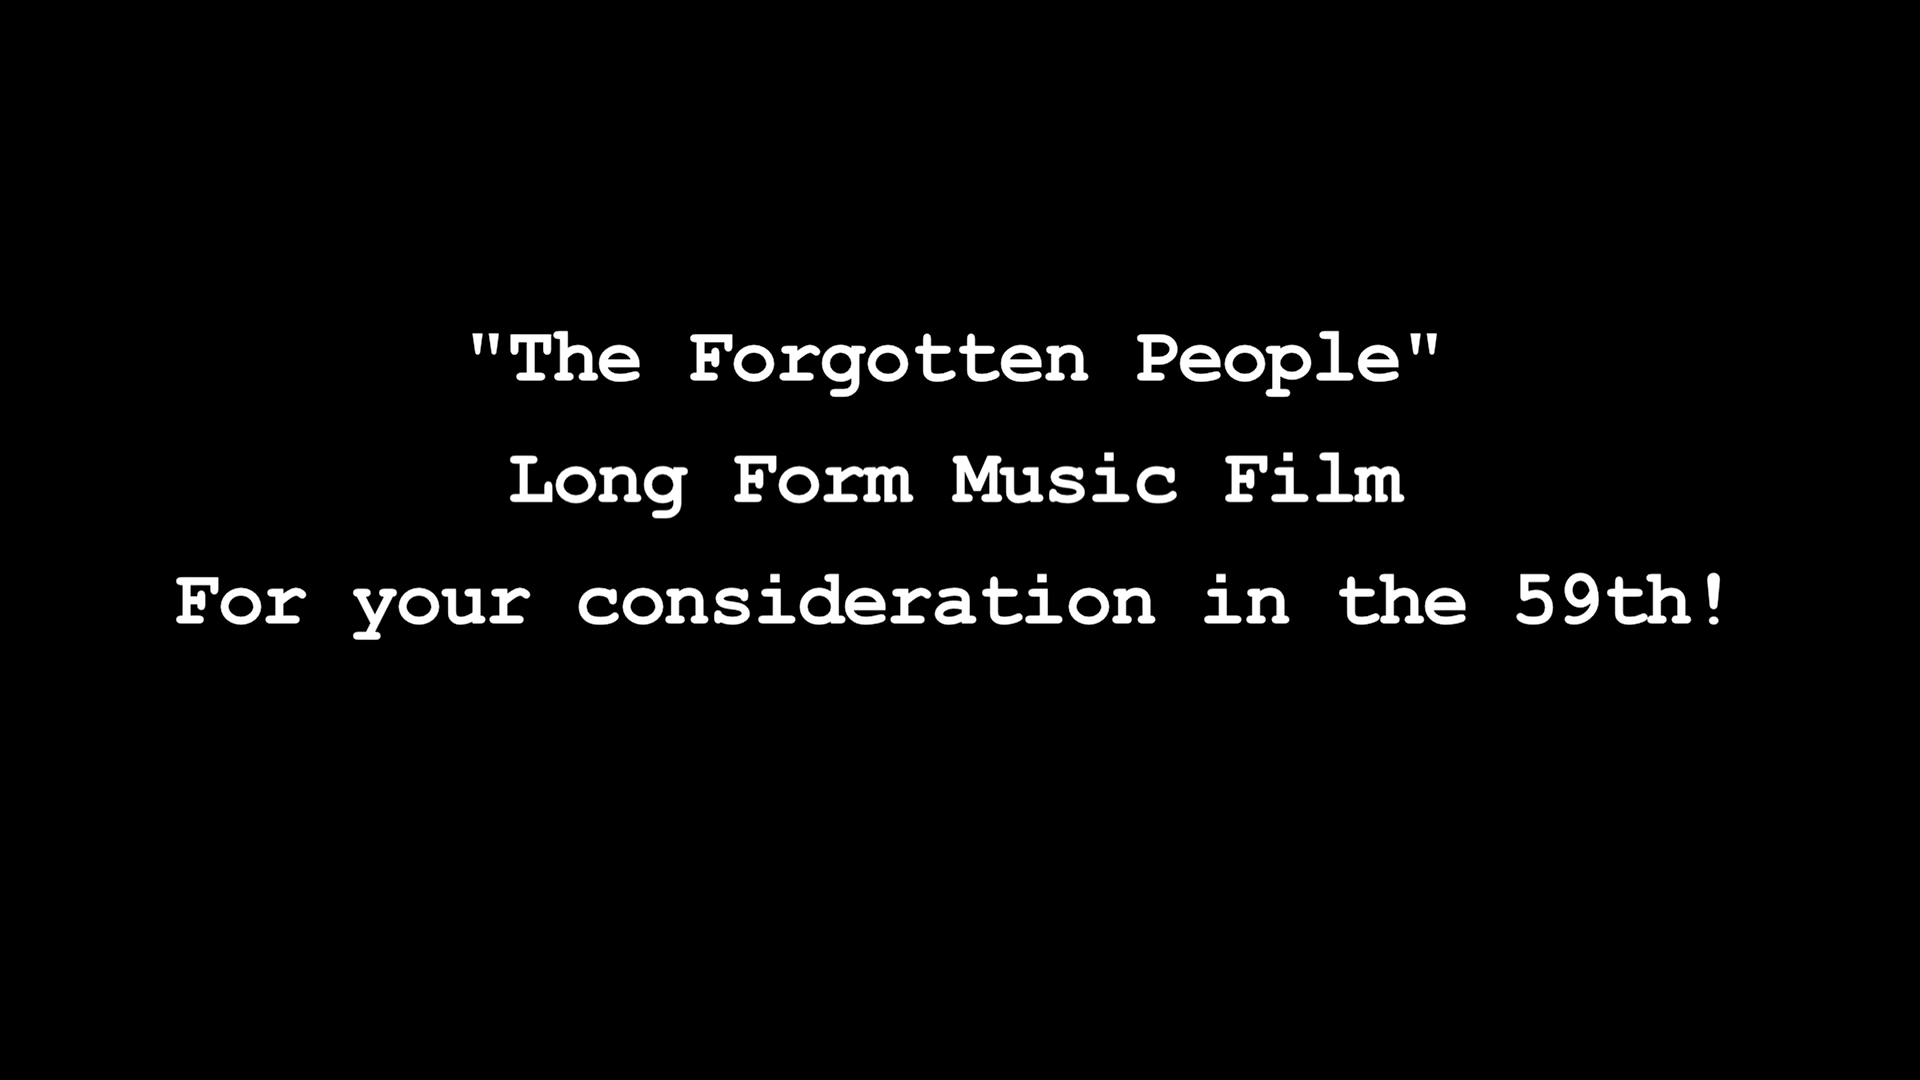 "The Forgotten People"
Long Form Music Film
For your consideration in the 59th!